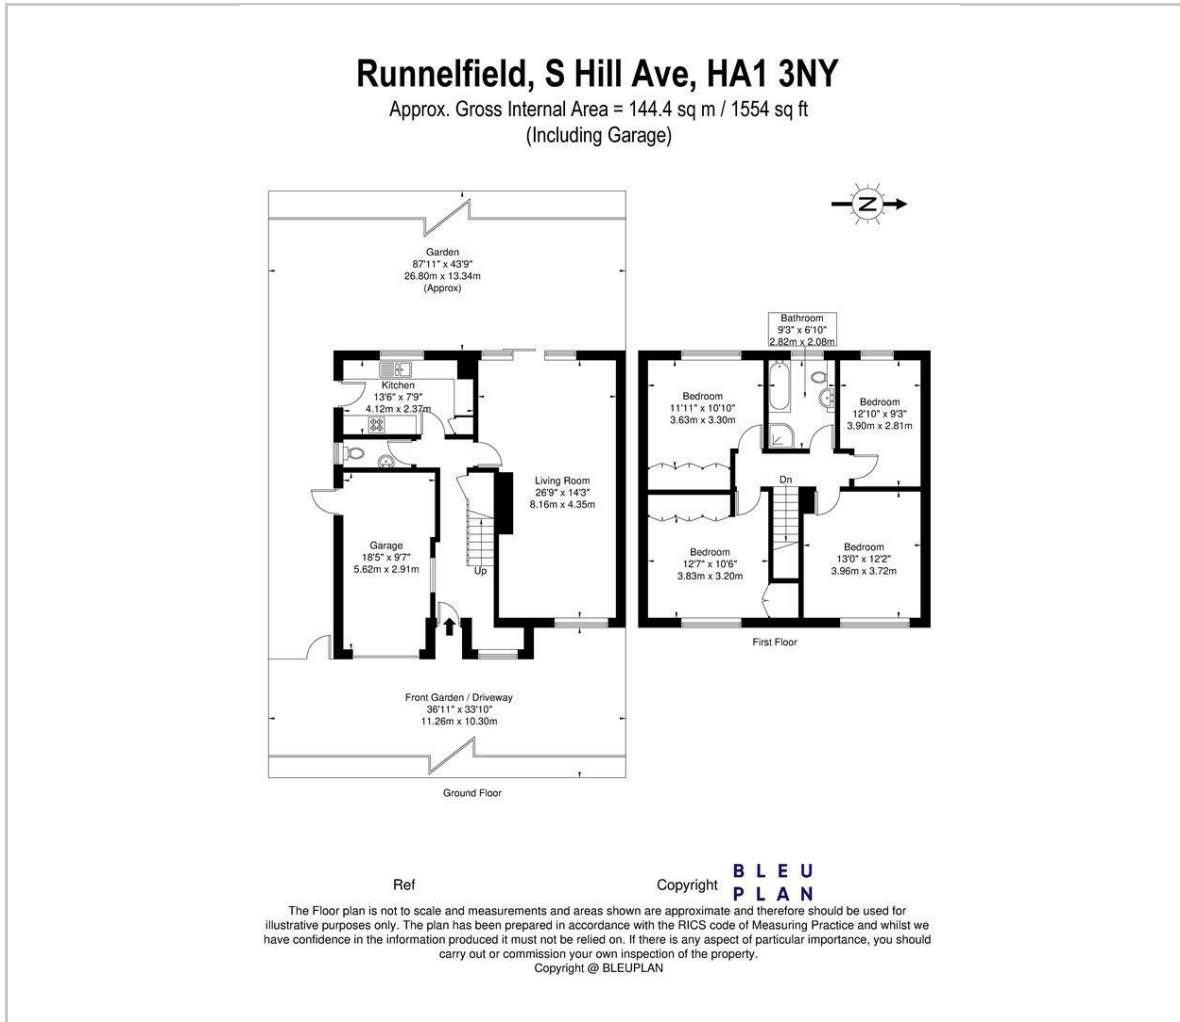 Runnelfield, S Hill Ave, HA1 3NY
Approx. Gross Internal Area = 144.4 sq m / 1554 sq ft
(Including Garage)
N
Garden
87'11" x 43'9"
26.80m x 13.34m
(Approx)
Kitchen
13'6" x 7'9"
4.12m x 2.37m
Living Room
26'9" x 14'3"
8.16m x 4.35m
Garage
18'5" x 9'7"
5.62m x 2.91m
Up
Front Garden / Driveway
36'11" x 33'10"
11.26m x 10.30m
Ground Floor
Bathroom
9'3" x 6'10"
2.82m x 2.08m
Bedroom
11'11" x 10'10"
3.63m x 3.30m
Bedroom
12'10" x 9'3"
3.90m x 2.81m
Dn
Bedroom
12'7" x 10'6"
3.83m x 3.20m
Bedroom
13'0" x 12'2"
3.96m x 3.72m
First Floor
Ref
Copyright
BLEU
PLAN
The Floor plan is not to scale and measurements and areas shown are approximate and therefore should be used for
illustrative purposes only. The plan has been prepared in accordance with the RICS code of Measuring Practice and whilst we
have confidence in the information produced it must not be relied on. If there is any aspect of particular importance, you should
carry out or commission your own inspection of the property.
Copyright @ BLEUPLAN